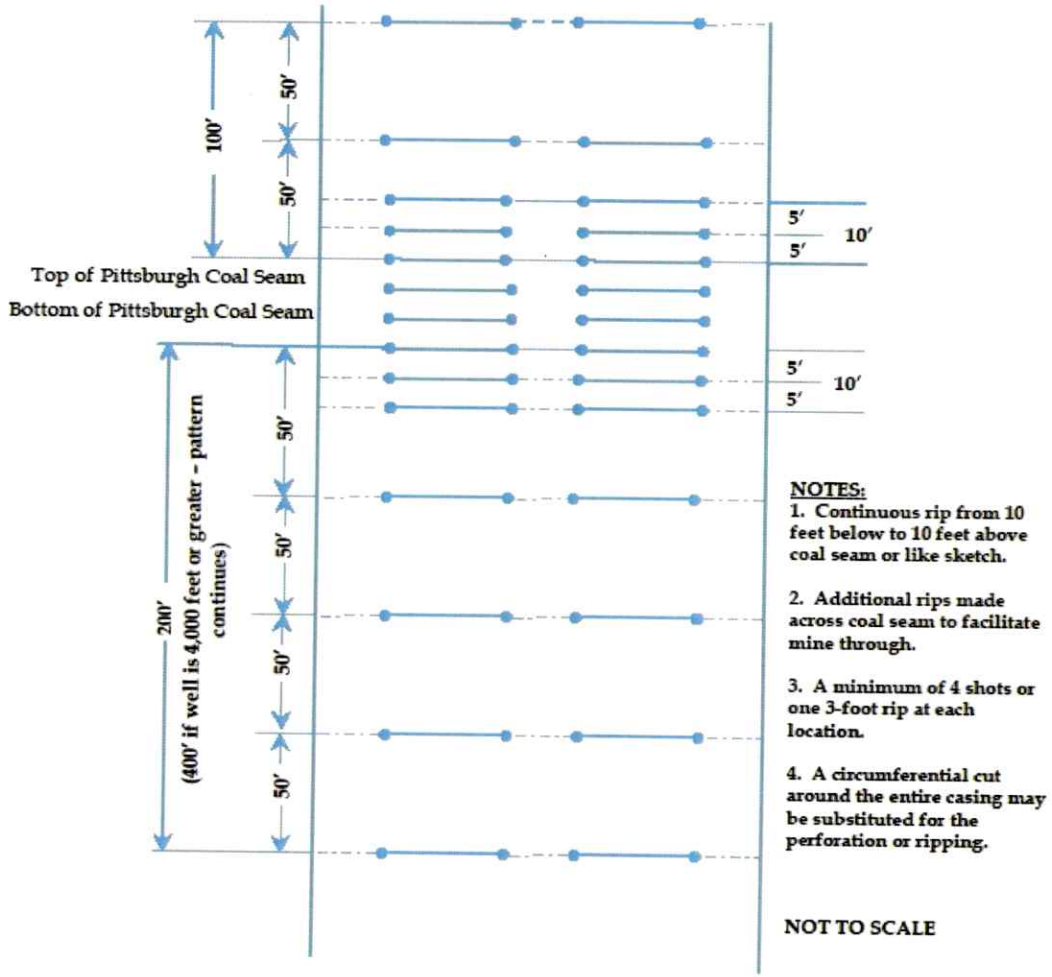 50'
100'
50'
5'
10'
5'
Top of Pittsburgh Coal Seam
Bottom of Pittsburgh Coal Seam
5'
10'
5'
50'
200'
(400' if well is 4,000 feet or greater – pattern
continues)
50'
50'
50'
NOTES:
1. Continuous rip from 10
feet below to 10 feet above
coal seam or like sketch.
2. Additional rips made
across coal seam to facilitate
mine through.
3. A minimum of 4 shots or
one 3-foot rip at each
location.
4. A circumferential cut
around the entire casing may
be substituted for the
perforation or ripping.
NOT TO SCALE